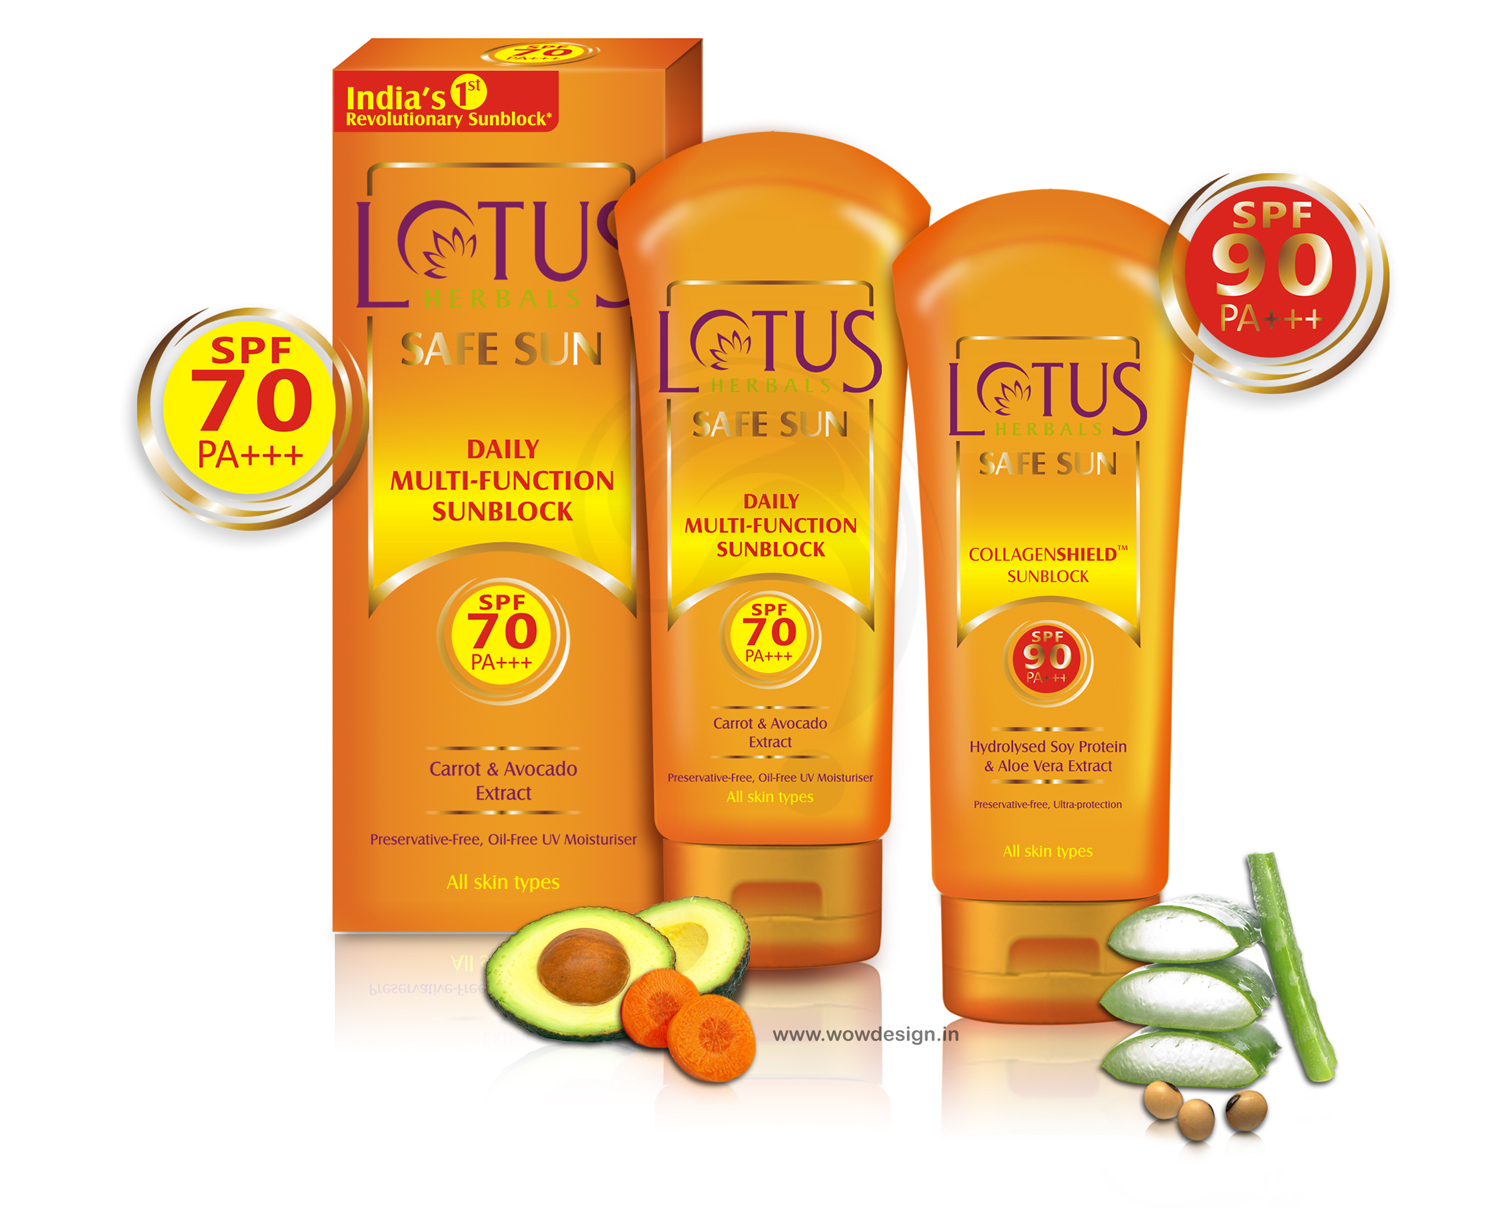 SPF
70
PA+++
India's 1st
Revolutionary Sunblock*
LOTUS
HERBALS
SAFE SUN
DAILY
MULTI-FUNCTION
SUNBLOCK
SPF
70
PA+++
Carrot & Avocado
Extract
Preservative-Free, Oil-Free UV Moisturiser
All skin types
SPF
70
PA+++
LOTUS
HERBALS
SAFE SUN
DAILY
MULTI-FUNCTION
SUNBLOCK
SPF
70
PA+++
Carrot & Avocado
Extract
Preservative-Free, Oil-Free UV Moisturiser
All skin types
LOTUS
HERBALS
SAFE SUN
COLLAGENSHIELD™
SUNBLOCK
SPF
90
PA+++
Hydrolysed Soy Protein
& Aloe Vera Extract
Preservative-free, Ultra-protection
All skin types
SPF
90
PA+++
www.wowdesign.in